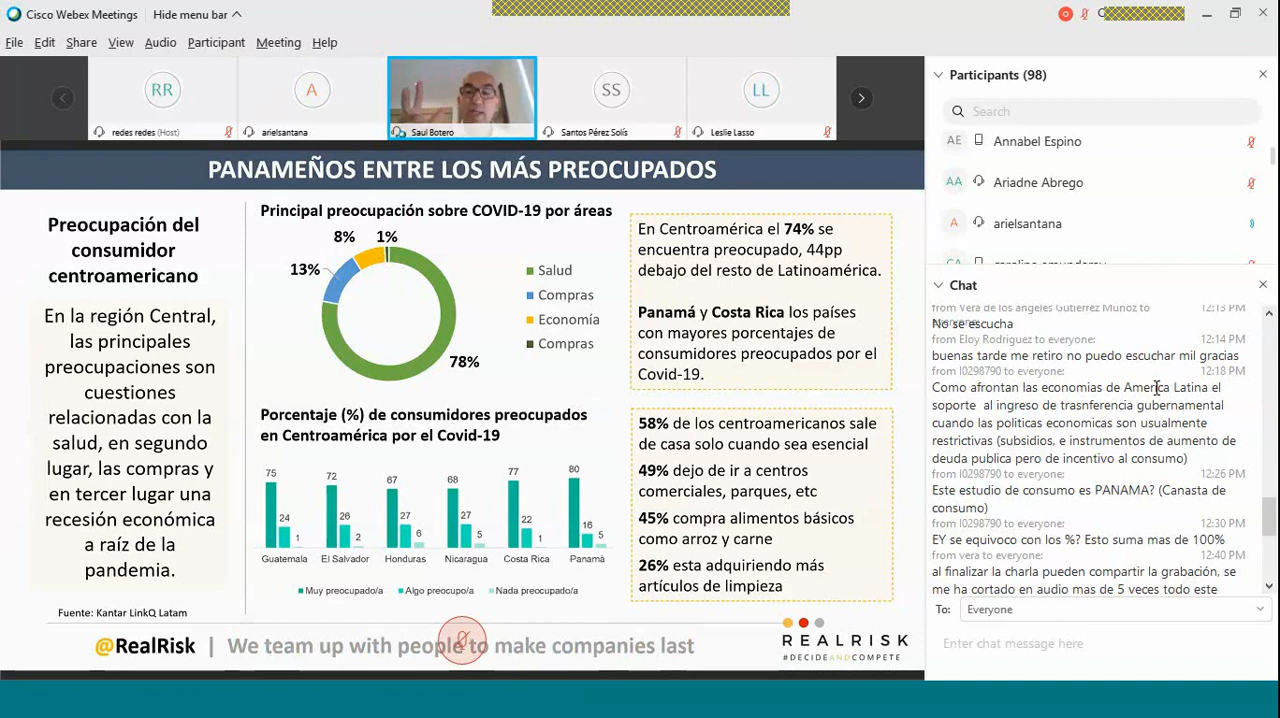 Cisco Webex Meetings
Hide menu bar
File Edit Share View Audio Participant Meeting Help
RR
redes redes (Host)
A
arielsantana
Saul Botero
SS
Santos Pérez Solís
LL
Leslie Lasso
PANAMEÑOS ENTRE LOS MÁS PREOCUPADOS
Preocupación del
consumidor
centroamericano
En la región Central,
las principales
preocupaciones son
cuestiones
relacionadas con la
salud, en segundo
lugar, las compras y
en tercer lugar una
recesión económica
a raíz de la
pandemia.
Fuente: Kantar LinkQ Latam
Principal preocupación sobre COVID-19 por áreas
8% 1%
13%
78%
Salud
Compras
Economía
Compras
Porcentaje (%) de consumidores preocupados
en Centroamérica por el Covid-19
75 24 1
72 26 2
67 27 6
68 27 5
77 22 1
80 16 5
Guatemala El Salvador Honduras Nicaragua Costa Rica Panamá
Muy preocupado/a Algo preocupo/a Nada preocupado/a
En Centroamérica el 74% se
encuentra preocupado, 44pp
debajo del resto de Latinoamérica.
Panamá y Costa Rica los países
con mayores porcentajes de
consumidores preocupados por el
Covid-19.
58% de los centroamericanos sale
de casa solo cuando sea esencial
49% dejo de ir a centros
comerciales, parques, etc
45% compra alimentos básicos
como arroz y carne
26% esta adquiriendo más
artículos de limpieza
@RealRisk | We team up with people to make companies last
REALRISK
#DECIDEANDCOMPETE
Participants (98)
Search
AE Annabel Espino
AA Ariadne Abrego
A arielsantana
Chat
from Vera de los angeles Gutierrez Munoz to 12:13 PM
everyone:
No se escucha
from Eloy Rodriguez to everyone: 12:14 PM
buenas tarde me retiro no puedo escuchar mil gracias
from l0298790 to everyone: 12:18 PM
Como afrontan las economias de America Latina el
soporte al ingreso de trasnferencia gubernamental
cuando las politicas economicas son usualmente
restrictivas (subsidios, e instrumentos de aumento de
deuda publica pero de incentivo al consumo)
from l0298790 to everyone: 12:26 PM
Este estudio de consumo es PANAMA? (Canasta de
consumo)
from l0298790 to everyone: 12:30 PM
EY se equivoco con los %? Esto suma mas de 100%
from vera to everyone: 12:40 PM
al finalizar la charla pueden compartir la grabación, se
me ha cortado en audio mas de 5 veces todo este
To: Everyone
Enter chat message here